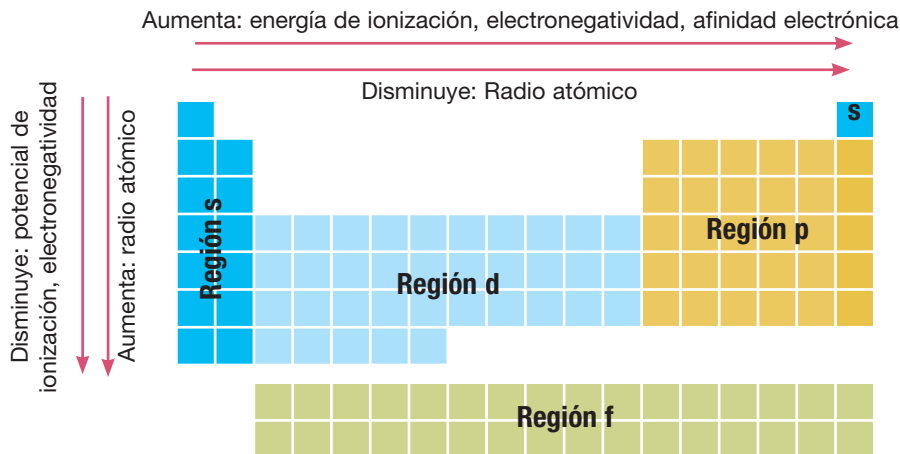 Aumenta: energía de ionización, electronegatividad, afinidad electrónica
Disminuye: Radio atómico
Disminuye: potencial de
ionización, electronegatividad
Aumenta: radio atómico
s
Región s
Región d
Región p
Región f